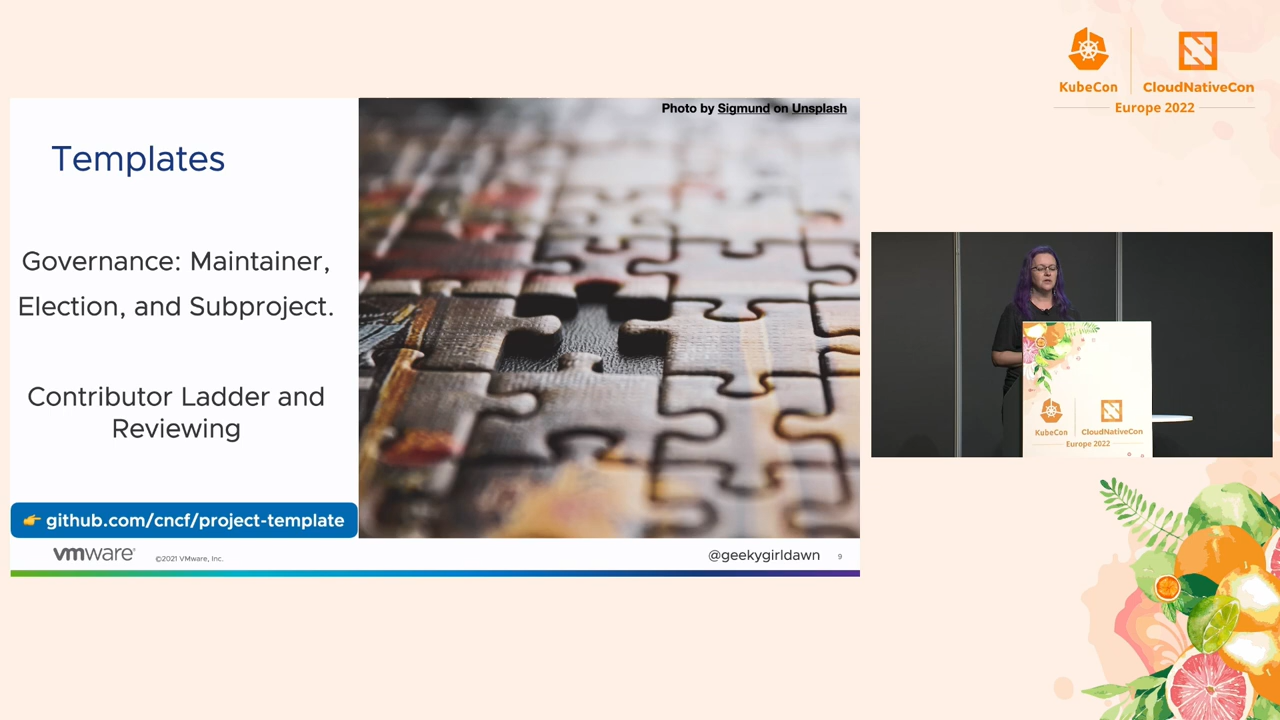 KubeCon
CloudNativeCon
Europe 2022
Photo by Sigmund on Unsplash
Templates
Governance: Maintainer,
Election, and Subproject.
Contributor Ladder and
Reviewing
👉 github.com/cncf/project-template
vmware®
©2021 VMware, Inc.
@geekygirldawn
9
KubeCon
CloudNativeCon
Europe 2022